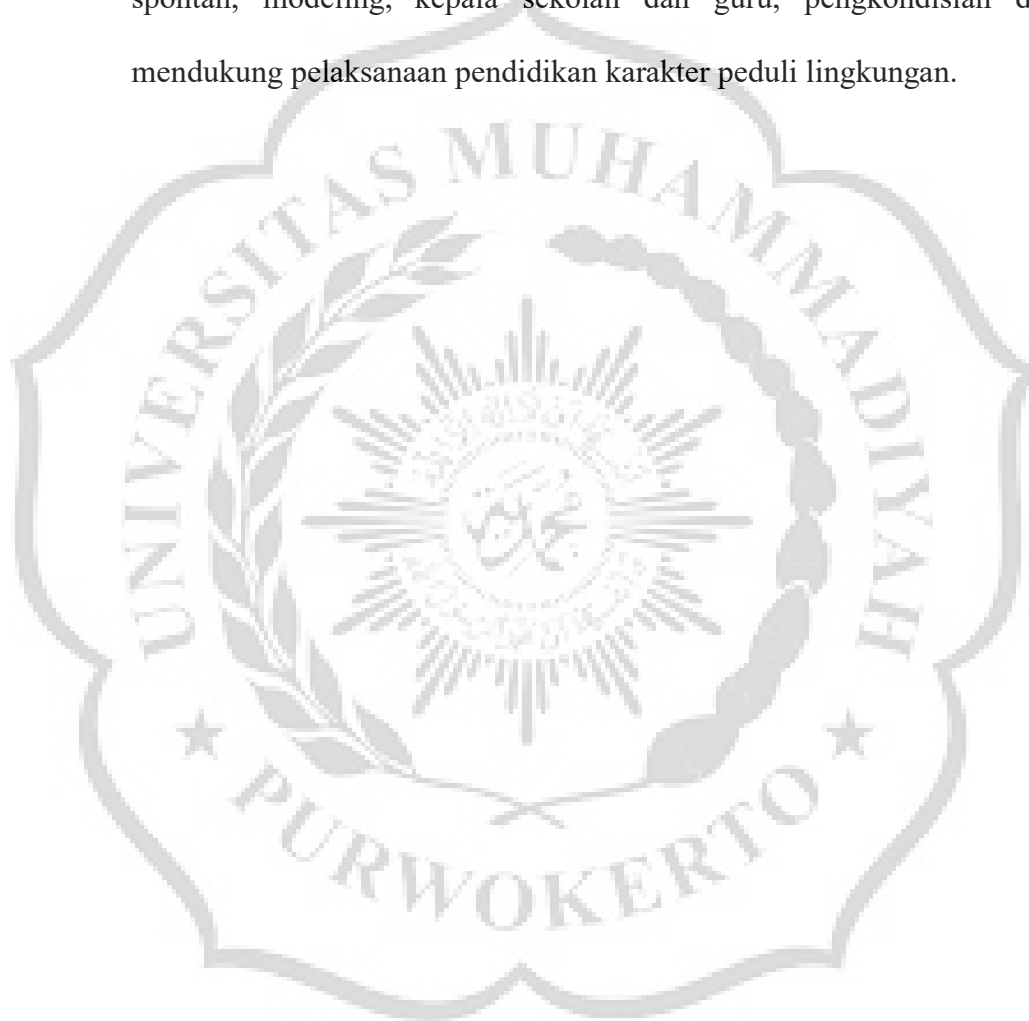 spontan, modeling, kepala sekolah dan guru, pengkondisian d
mendukung pelaksanaan pendidikan karakter peduli lingkungan.
UNIVERSITAS MUHAMMADIYAH
PURWOKERTO